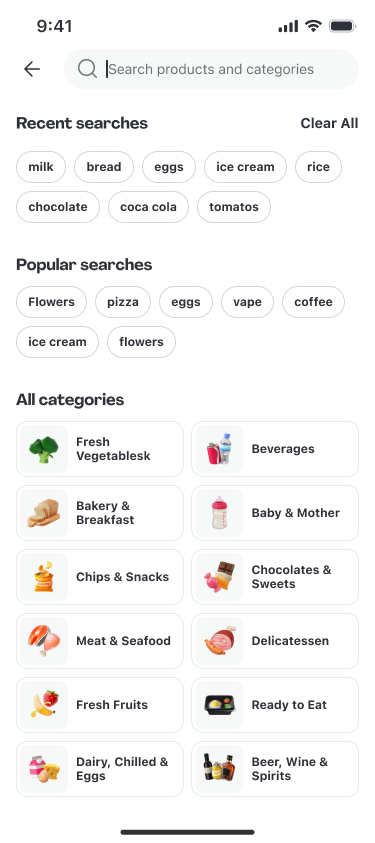 9:41
Search products and categories
Recent searches Clear All
milk bread eggs ice cream rice
chocolate coca cola tomatos
Popular searches
Flowers pizza eggs vape coffee
ice cream flowers
All categories
Fresh
Vegetablesk
Beverages
Bakery &
Breakfast
Baby & Mother
Chips & Snacks
Chocolates &
Sweets
Meat & Seafood
Delicatessen
Fresh Fruits
Ready to Eat
Dairy, Chilled &
Eggs
Beer, Wine &
Spirits